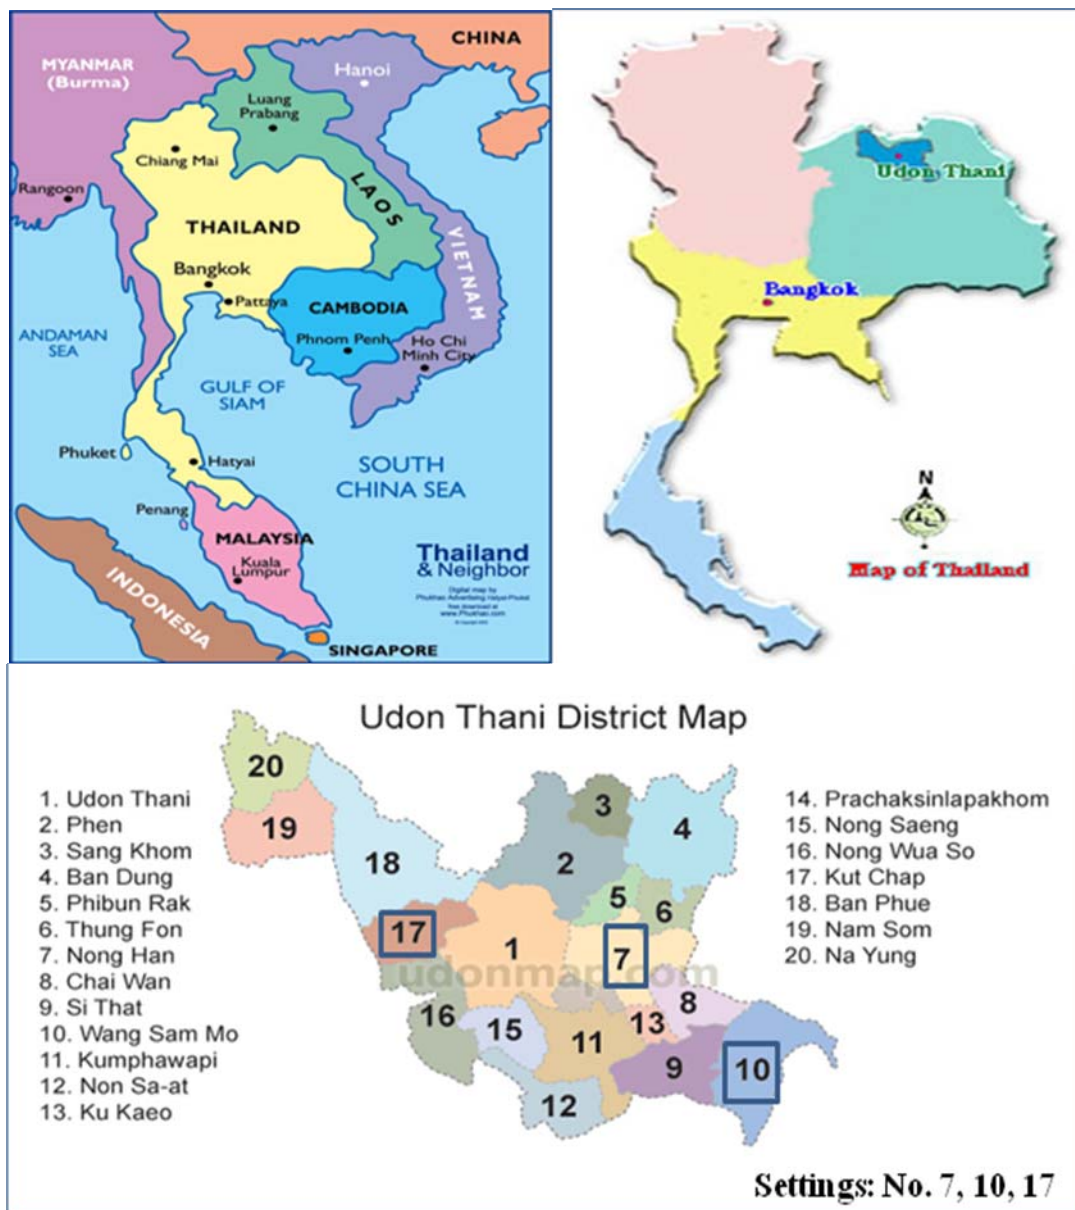 CHINA
MYANMAR
(Burma)
Hanoi
Luang
Prabang
Chiang Mai
Rangoon
LAOS
THAILAND
VIETNAM
Bangkok
Pattaya
CAMBODIA
ANDAMAN
SEA
Phnom Penh
Ho Chi
Minh City
GULF OF
SIAM
Phuket
Hatyai
SOUTH
CHINA SEA
Penang
MALAYSIA
Kuala
Lumpur
Thailand
& Neighbor
Digital map by
free download at
INDONESIA
SINGAPORE
Udon Thani
Bangkok
N
Map of Thailand
Udon Thani District Map
1. Udon Thani
2. Phen
3. Sang Khom
4. Ban Dung
5. Phibun Rak
6. Thung Fon
7. Nong Han
8. Chai Wan
9. Si That
10. Wang Sam Mo
11. Kumphawapi
12. Non Sa-at
13. Ku Kaeo
20
19
18
3
4
2
5
6
17
1
7
udonmap.com
8
16
15
11
13
9
10
12
14. Prachaksinlapakhom
15. Nong Saeng
16. Nong Wua So
17. Kut Chap
18. Ban Phue
19. Nam Som
20. Na Yung
Settings: No. 7, 10, 17